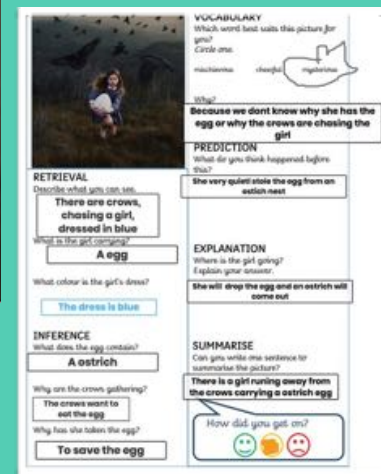 VOCABULARY
Which word best suits this picture for
you?
Circle one.
mischievous cheerful mysterious
Why?
Because we dont know why she has the
egg or why the crows are chasing the
girl
PREDICTION
What do you think happened before
this?
She very quietl stole the egg from an
ostich nest
EXPLANATION
Where is the girl going?
Explain your answer.
She will drop the egg and an ostrich will
come out
SUMMARISE
Can you write one sentence to
summarise the picture?
There is a girl runing away from
the crows carrying a ostrich egg
How did you get on?
RETRIEVAL
Describe what you can see.
There are crows,
chasing a girl,
dressed in blue
What is the girl carrying?
A egg
What colour is the girl's dress?
The dress is blue
INFERENCE
What does the egg contain?
A ostrich
Why are the crows gathering?
The crows want to
eat the egg
Why has she taken the egg?
To save the egg